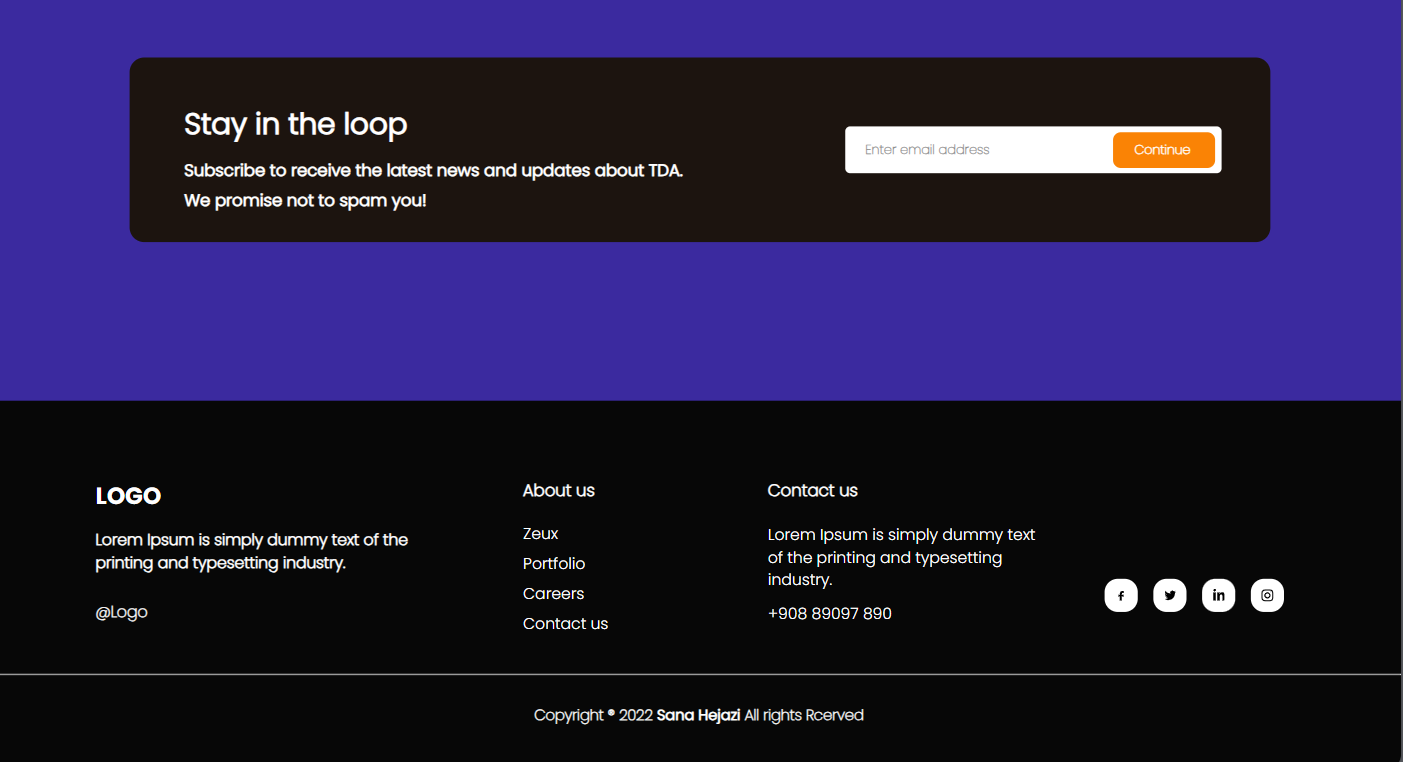 Stay in the loop
Subscribe to receive the latest news and updates about TDA.
We promise not to spam you!
Enter email address
Continue
LOGO
Lorem Ipsum is simply dummy text of the
printing and typesetting industry.
@Logo
About us
Zeux
Portfolio
Careers
Contact us
Contact us
Lorem Ipsum is simply dummy text
of the printing and typesetting
industry.
+908 89097 890
Copyright ® 2022 Sana Hejazi All rights Rcerved